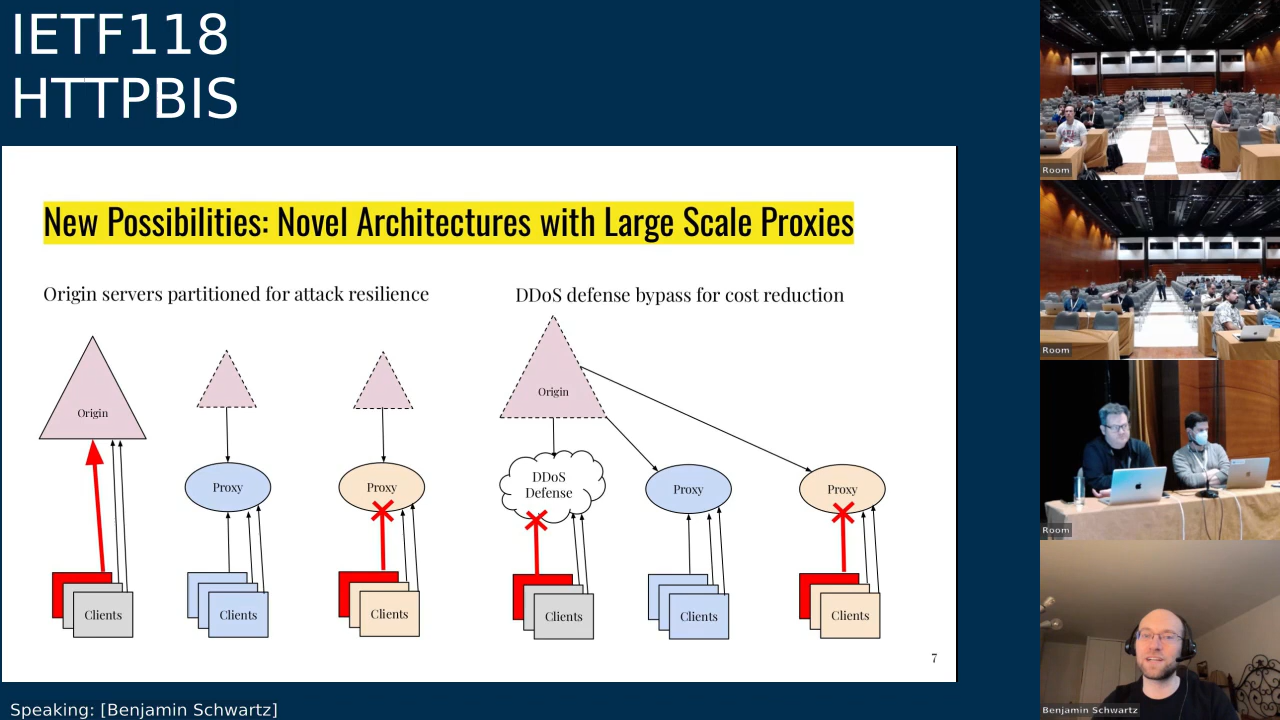 IETF118
HTTPBIS
New Possibilities: Novel Architectures with Large Scale Proxies
Origin servers partitioned for attack resilience
DDoS defense bypass for cost reduction
Origin
Origin
Proxy
Proxy
DDoS
Defense
Proxy
Proxy
Clients
Clients
Clients
Clients
Clients
Clients
7
Speaking: [Benjamin Schwartz]
Room
Room
Room
Benjamin Schwartz